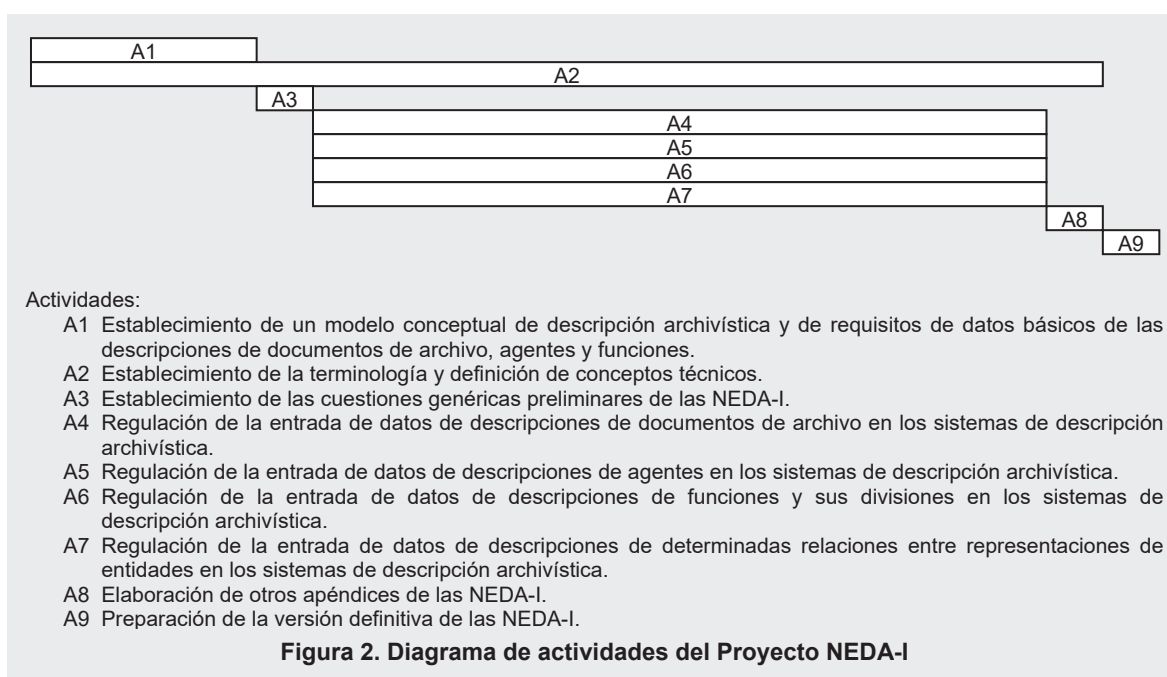 A1
A2
A3
A4
A5
A6
A7
A8
A9
Actividades:
A1 Establecimiento de un modelo conceptual de descripción archivística y de requisitos de datos básicos de las
descripciones de documentos de archivo, agentes y funciones.
A2 Establecimiento de la terminología y definición de conceptos técnicos.
A3 Establecimiento de las cuestiones genéricas preliminares de las NEDA-I.
A4 Regulación de la entrada de datos de descripciones de documentos de archivo en los sistemas de descripción
archivística.
A5 Regulación de la entrada de datos de descripciones de agentes en los sistemas de descripción archivística.
A6 Regulación de la entrada de datos de descripciones de funciones y sus divisiones en los sistemas de
descripción archivística.
A7 Regulación de la entrada de datos de descripciones de determinadas relaciones entre representaciones de
entidades en los sistemas de descripción archivística.
A8 Elaboración de otros apéndices de las NEDA-I.
A9 Preparación de la versión definitiva de las NEDA-I.
Figura 2. Diagrama de actividades del Proyecto NEDA-I